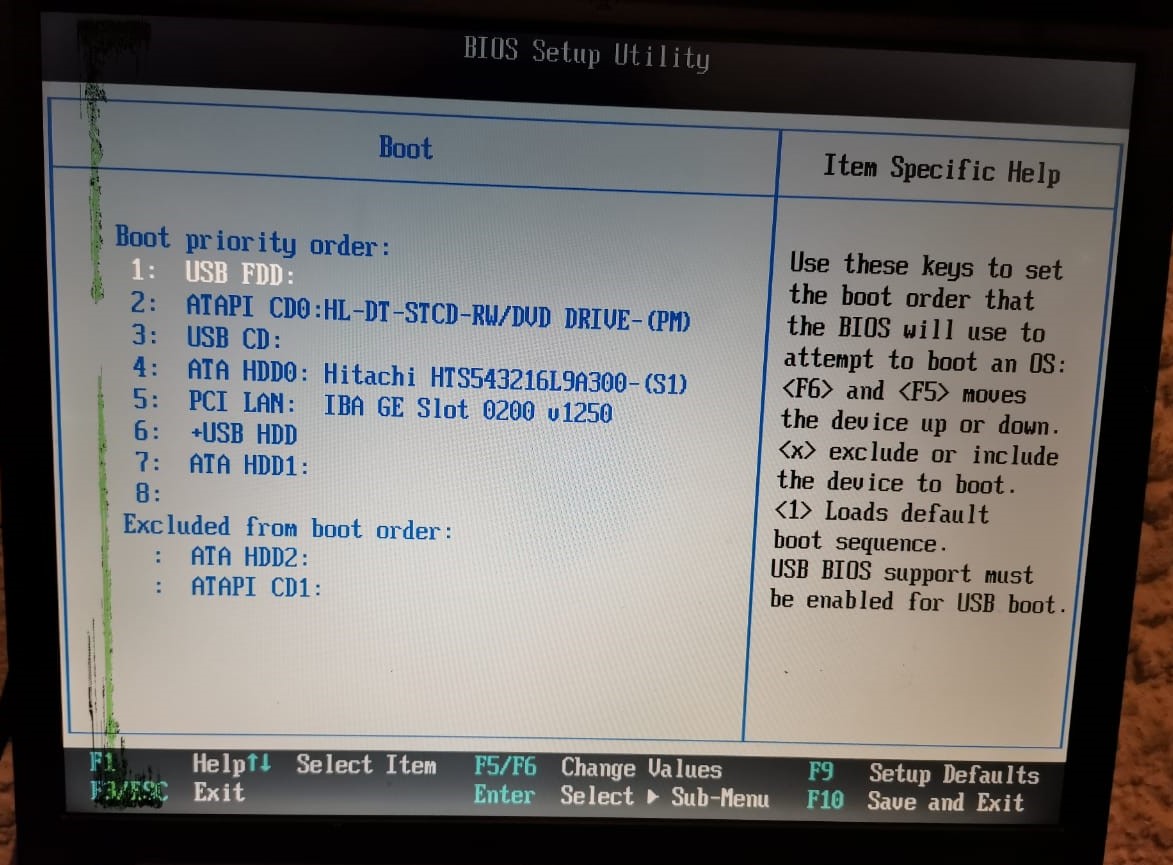 BIOS Setup Utility
Boot
Item Specific Help
Boot priority order:
1: USB FDD:
2: ATAPI CD0:HL-DT-STCD-RW/DVD DRIVE-(PM)
3: USB CD:
4: ATA HDD0: Hitachi HTS543216L9A300-(S1)
5: PCI LAN: IBA GE Slot 0200 v1250
6: +USB HDD
7: ATA HDD1:
8:
Excluded from boot order:
: ATA HDD2:
: ATAPI CD1:
Use these keys to set
the boot order that
the BIOS will use to
attempt to boot an OS:
<F6> and <F5> moves
the device up or down.
<x> exclude or include
the device to boot.
<1> Loads default
boot sequence.
USB BIOS support must
be enabled for USB boot.
F1 Help ↑↓ Select Item F5/F6 Change Values F9 Setup Defaults
F3/ESC Exit Enter Select ▶ Sub-Menu F10 Save and Exit